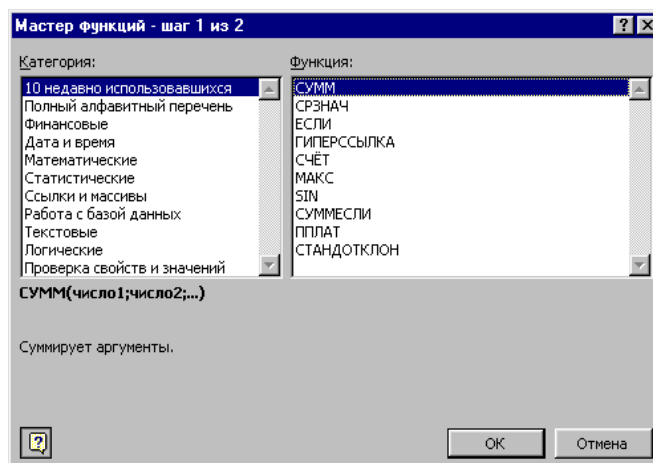 Мастер функций - шаг 1 из 2
Категория:
Функция:
10 недавно использовавшихся
Полный алфавитный перечень
Финансовые
Дата и время
Математические
Статистические
Ссылки и массивы
Работа с базой данных
Текстовые
Логические
Проверка свойств и значений
СУММ
СРЗНАЧ
ЕСЛИ
ГИПЕРССЫЛКА
СЧЁТ
МАКС
SIN
СУММЕСЛИ
ППЛАТ
СТАНДОТКЛОН
СУММ(число1;число2;...)
Суммирует аргументы.
ОК
Отмена